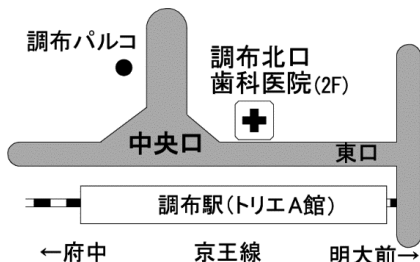 調布パルコ
調布北口
歯科医院(2F)
中央口
東口
調布駅(トリエA館)
←府中
京王線
明大前→